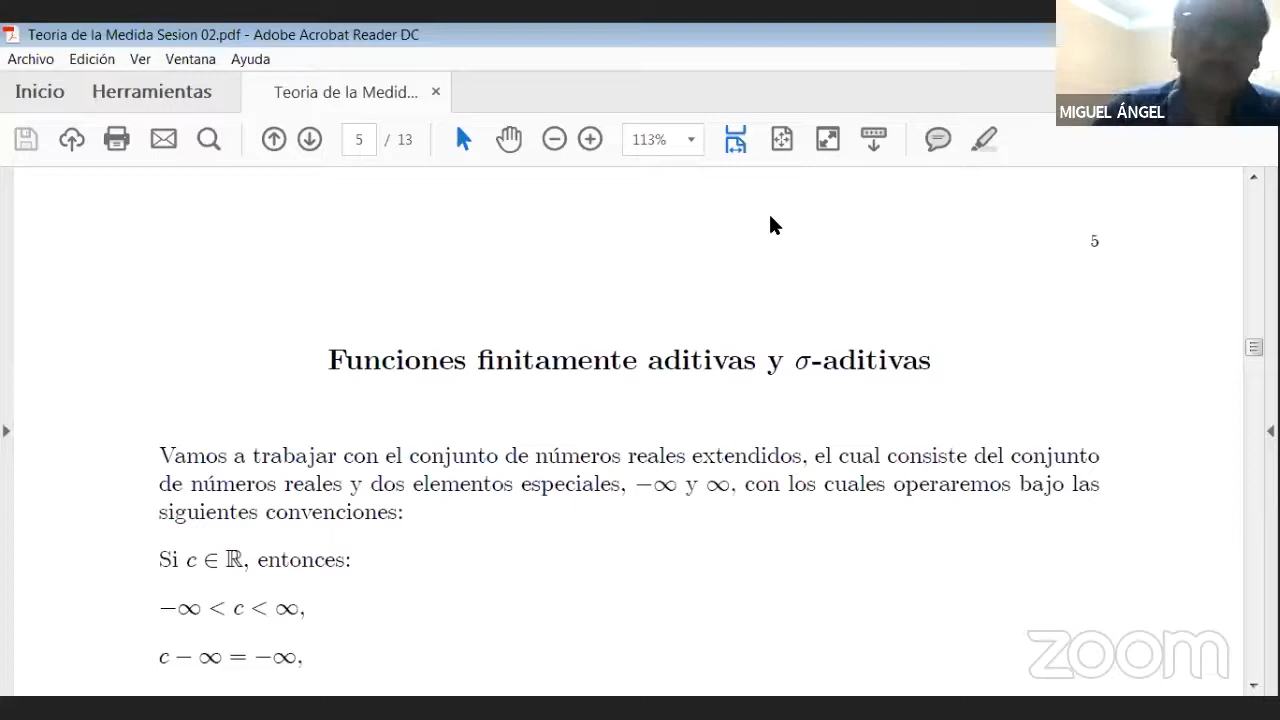 Teoria de la Medida Sesion 02.pdf - Adobe Acrobat Reader DC
Archivo Edición Ver Ventana Ayuda
Inicio Herramientas Teoria de la Medid... ×
5 / 13 113%
MIGUEL ÁNGEL
5
Funciones finitamente aditivas y σ-aditivas
Vamos a trabajar con el conjunto de números reales extendidos, el cual consiste del conjunto
de números reales y dos elementos especiales, −∞ y ∞, con los cuales operaremos bajo las
siguientes convenciones:
Si c ∈ ℝ, entonces:
−∞ < c < ∞,
c − ∞ = −∞,
zoom